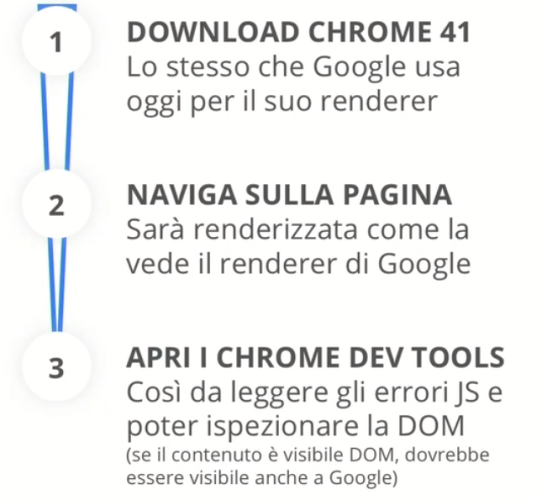 1
DOWNLOAD CHROME 41
Lo stesso che Google usa
oggi per il suo renderer
2
NAVIGA SULLA PAGINA
Sarà renderizzata come la
vede il renderer di Google
3
APRI I CHROME DEV TOOLS
Così da leggere gli errori JS e
poter ispezionare la DOM
(se il contenuto è visibile DOM, dovrebbe
essere visibile anche a Google)